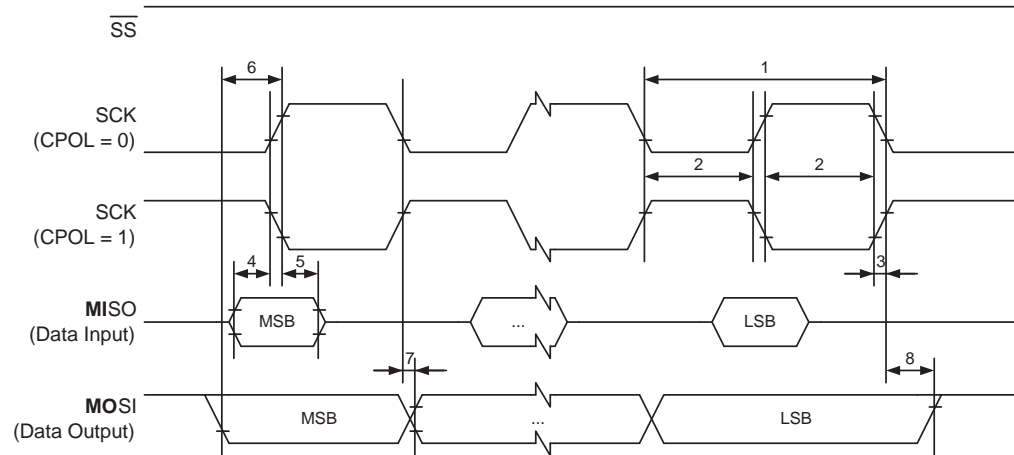 SS
6
1
SCK
(CPOL = 0)
2
2
SCK
(CPOL = 1)
4
5
3
MISO
(Data Input)
MSB
...
LSB
7
8
MOSI
(Data Output)
MSB
...
LSB